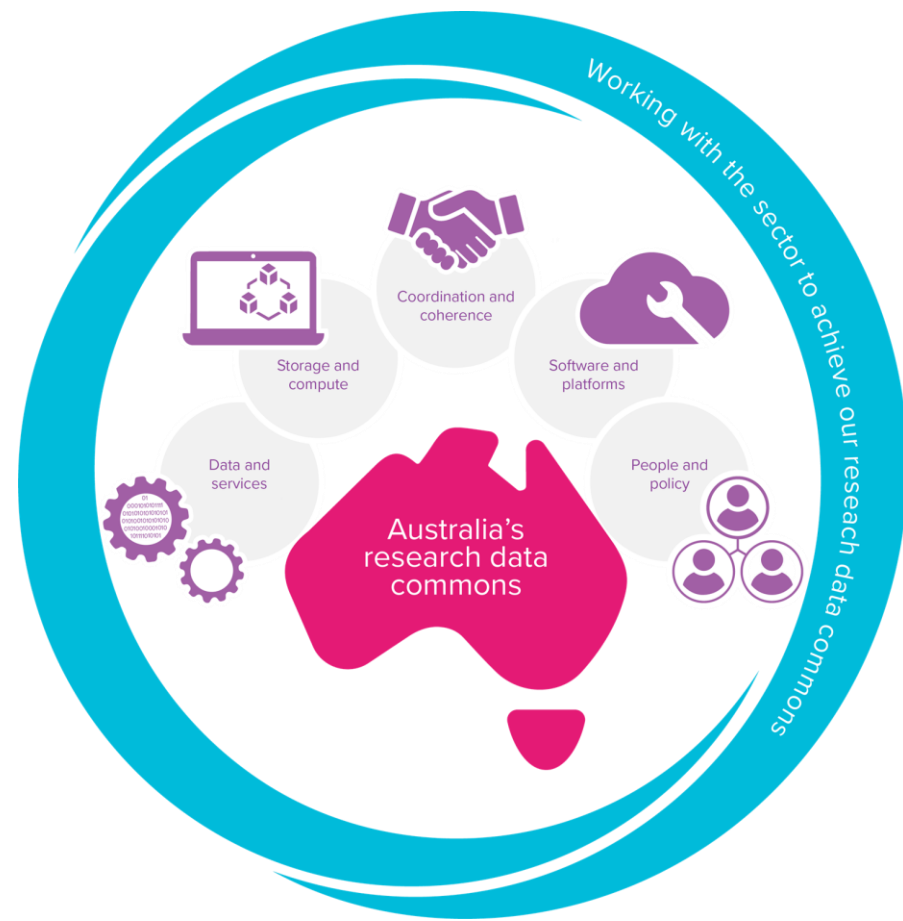 Working with the sector to achieve our reseach data commons
Coordination and
coherence
Storage and
compute
Software and
platforms
Data and
services
People and
policy
Australia's
research data
commons